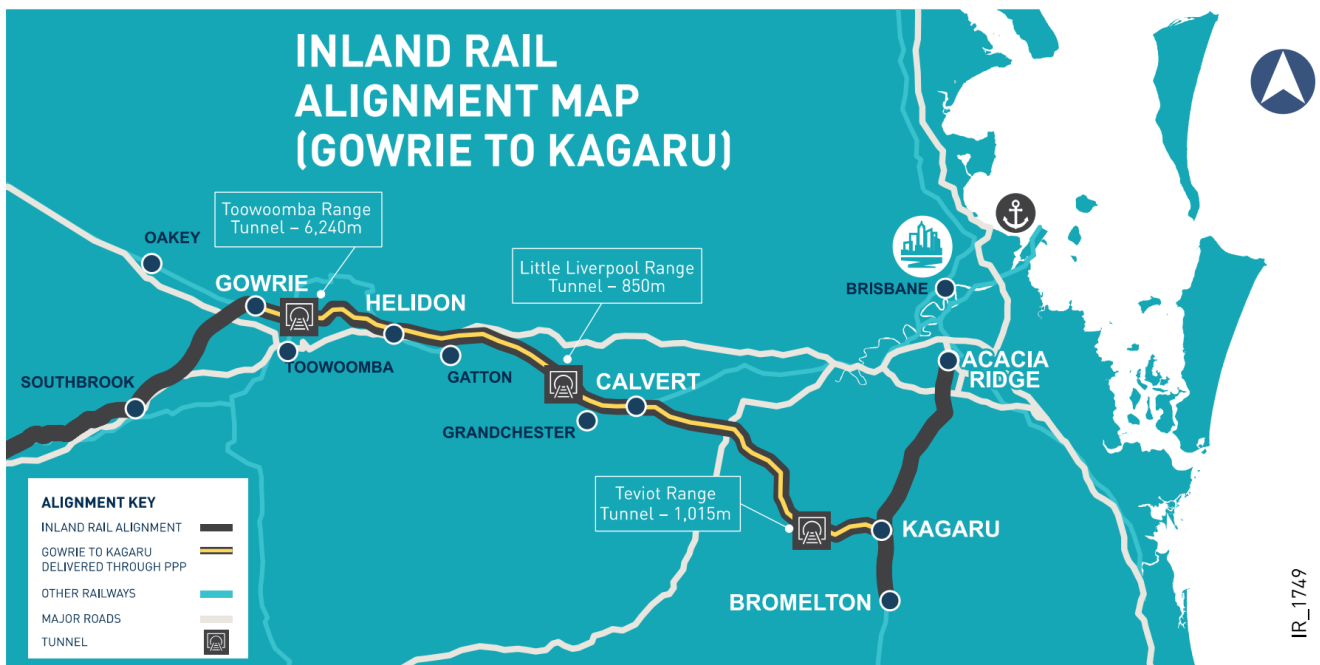 INLAND RAIL
ALIGNMENT MAP
(GOWRIE TO KAGARU)
Toowoomba Range
Tunnel – 6,240m
OAKEY
GOWRIE
HELIDON
Little Liverpool Range
Tunnel – 850m
BRISBANE
TOOWOOMBA
GATTON
CALVERT
ACACIA
RIDGE
SOUTHBROOK
GRANDCHESTER
Teviot Range
Tunnel – 1,015m
KAGARU
BROMELTON
ALIGNMENT KEY
INLAND RAIL ALIGNMENT
GOWRIE TO KAGARU
DELIVERED THROUGH PPP
OTHER RAILWAYS
MAJOR ROADS
TUNNEL
IR_1749